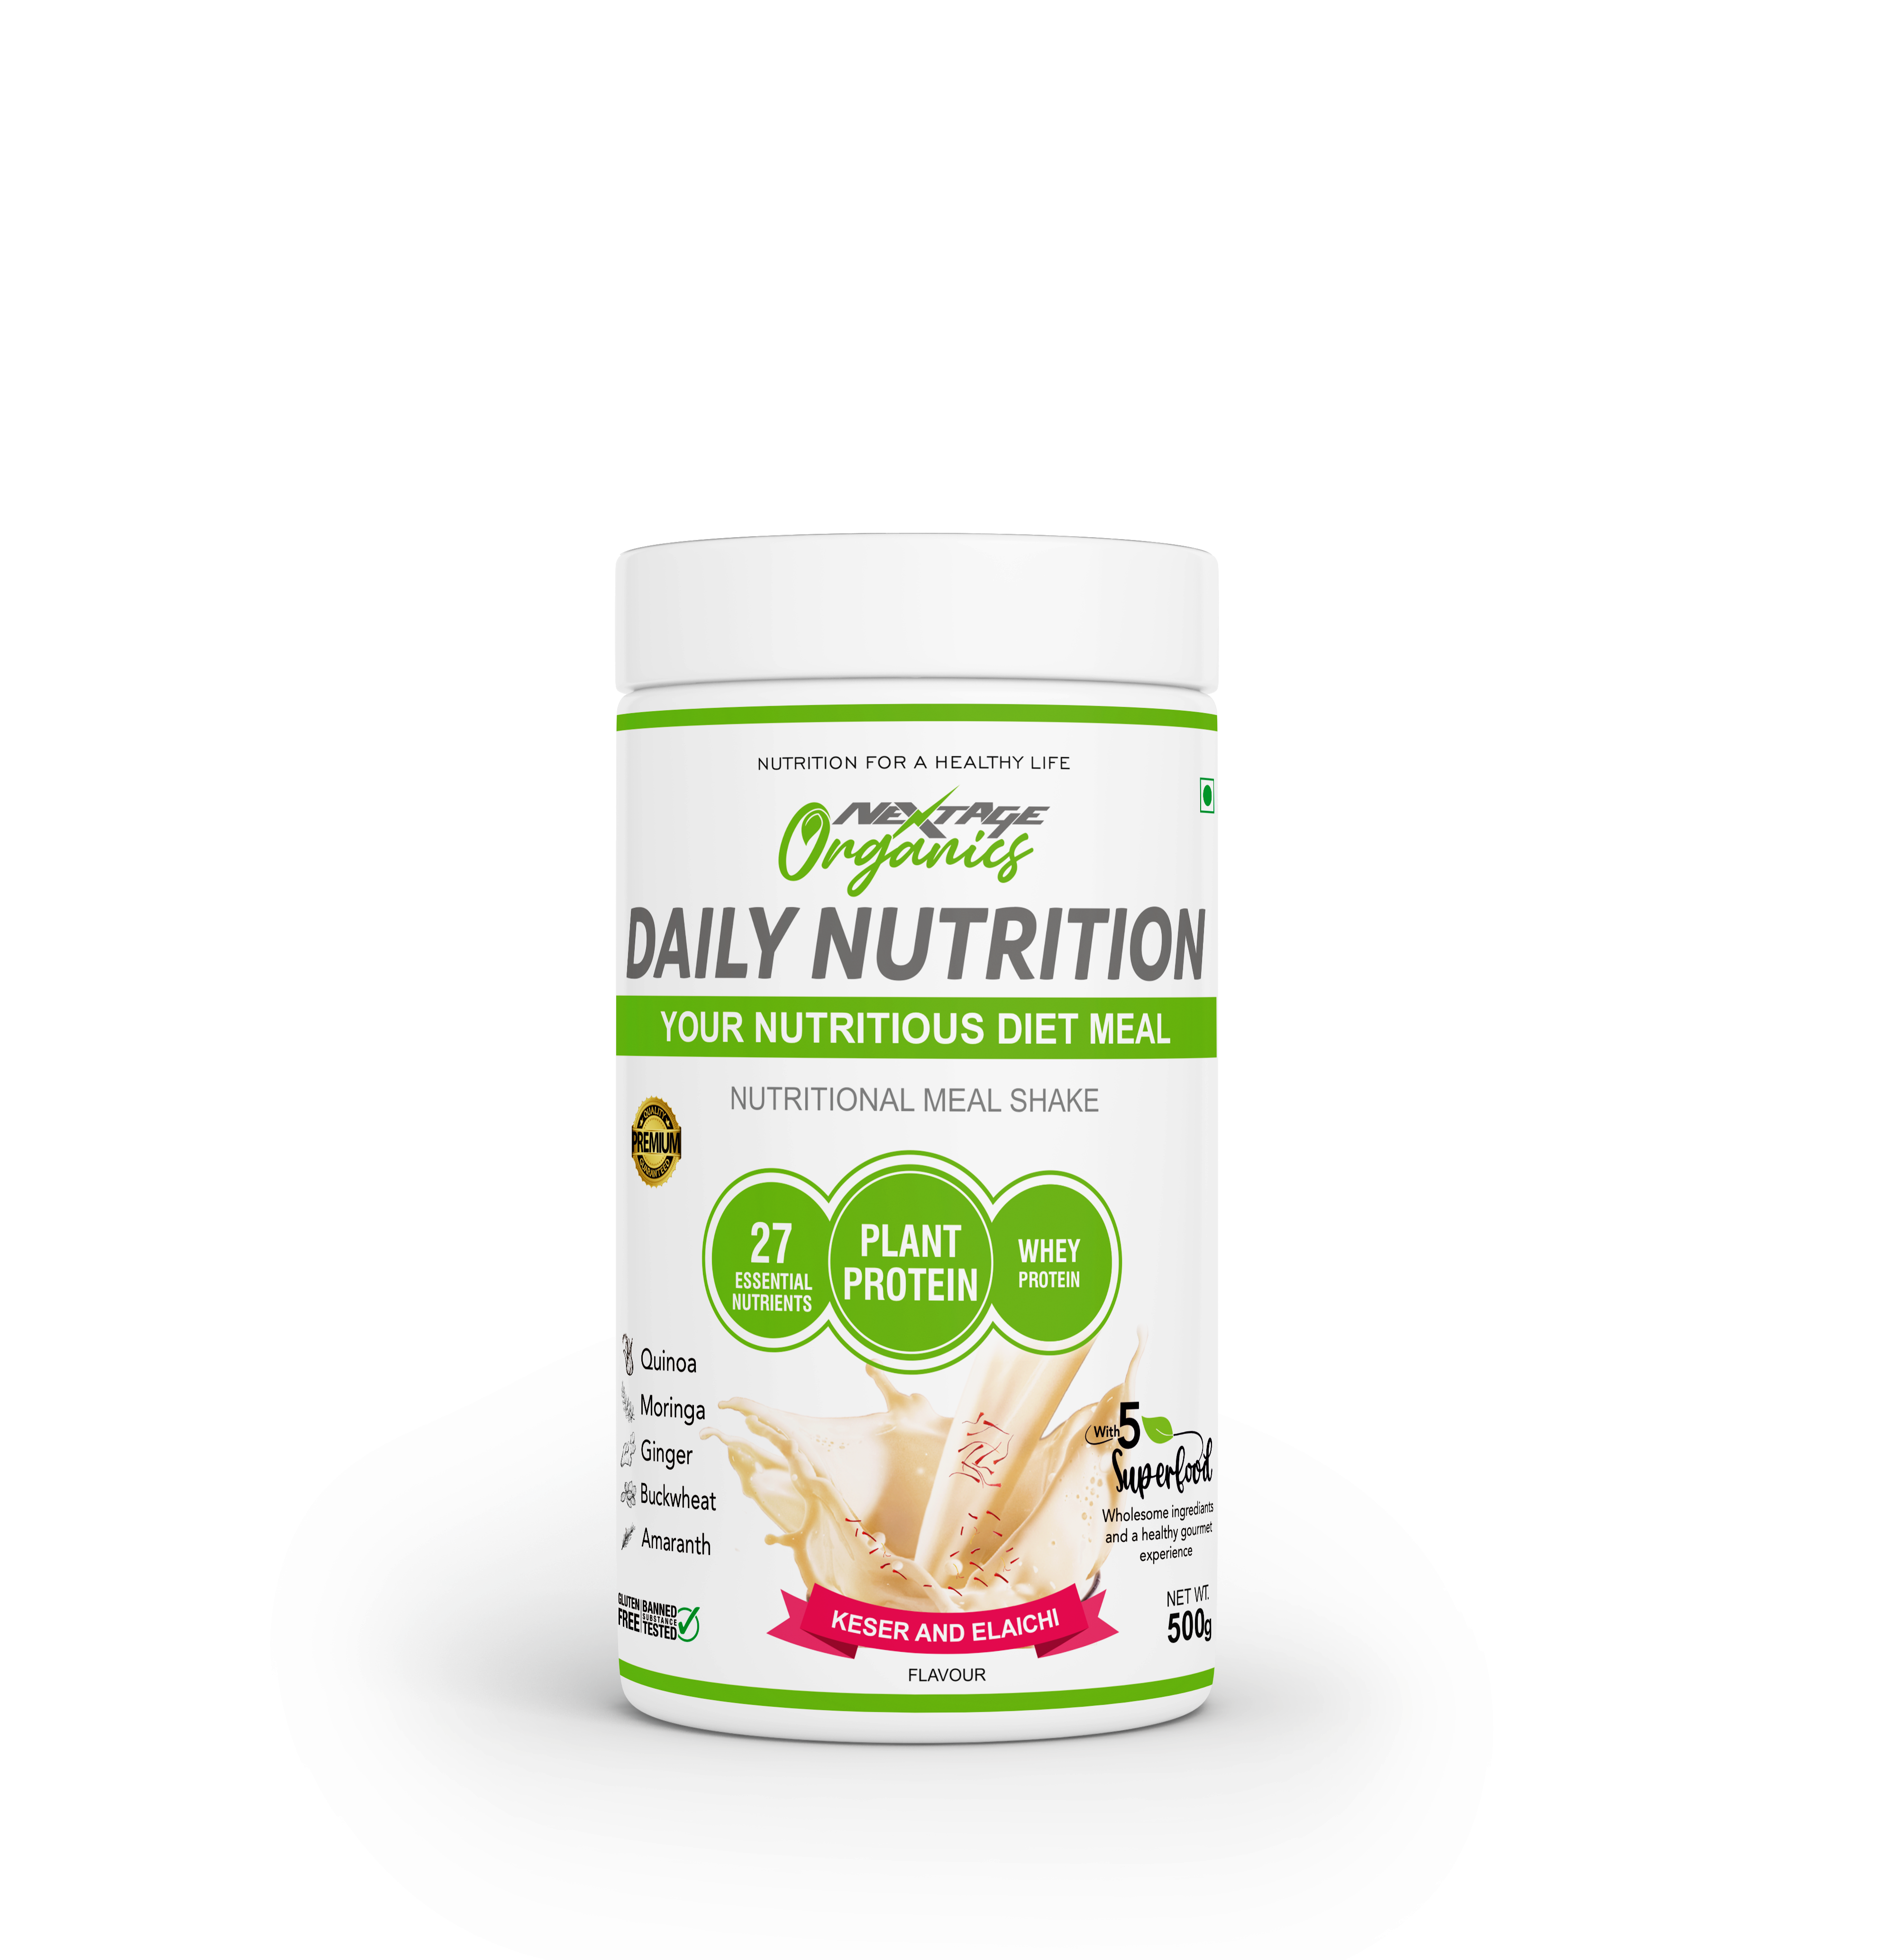 NUTRITION FOR A HEALTHY LIFE
NEXTAGE
Organics
DAILY NUTRITION
YOUR NUTRITIOUS DIET MEAL
NUTRITIONAL MEAL SHAKE
QUALITY
PREMIUM
GUARANTEED
27
ESSENTIAL
NUTRIENTS
PLANT
PROTEIN
WHEY
PROTEIN
Quinoa
Moringa
Ginger
Buckwheat
Amaranth
With 5
Superfood
Wholesome ingrediants
and a healthy gourmet
experience
GLUTEN
FREE
BANNED
SUBSTANCE
TESTED
NET WT.
500g
KESER AND ELAICHI
FLAVOUR